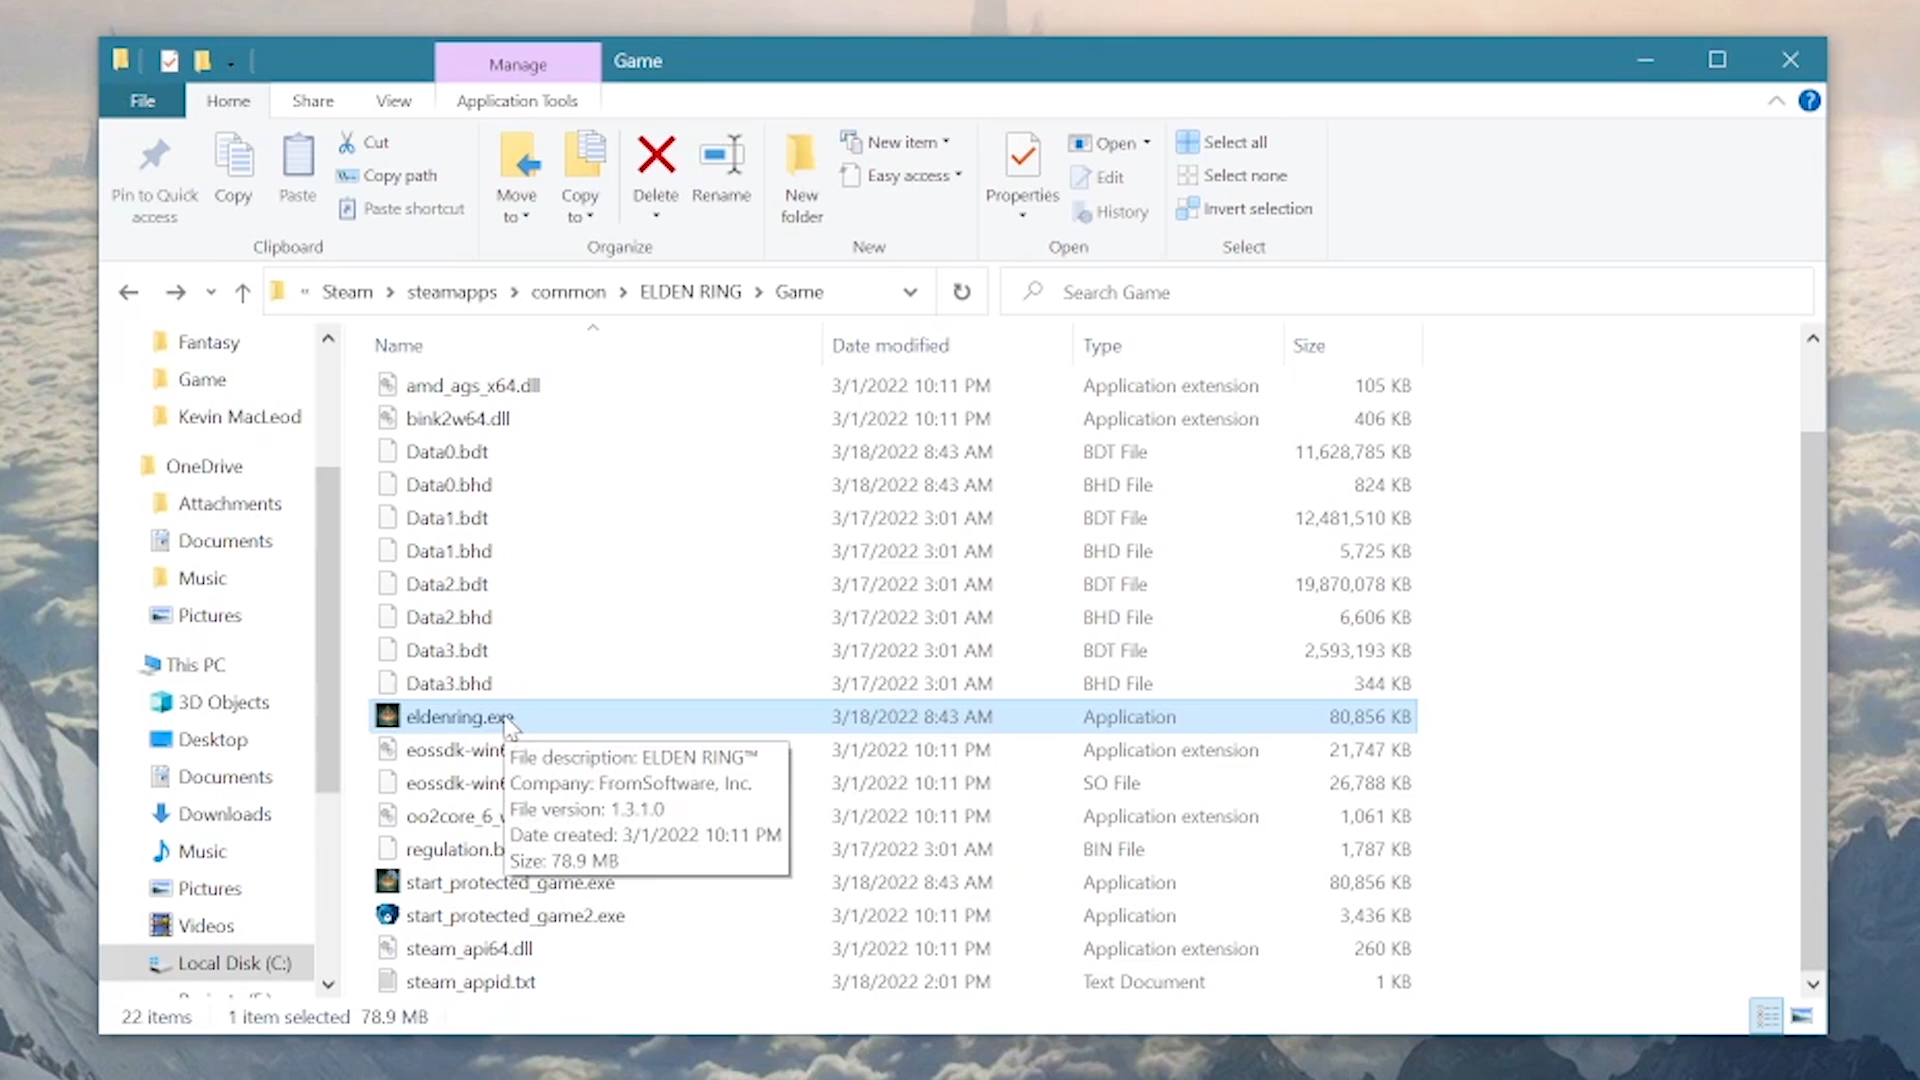 Manage
Game
File
Home
Share
View
Application Tools
Pin to Quick access
Copy
Paste
Cut
Copy path
Paste shortcut
Clipboard
Move to
Copy to
Delete
Rename
Organize
New folder
New item
Easy access
New
Properties
Open
Edit
History
Open
Select all
Select none
Invert selection
Select
« Steam > steamapps > common > ELDEN RING > Game
Search Game
Fantasy
Game
Kevin MacLeod
OneDrive
Attachments
Documents
Music
Pictures
This PC
3D Objects
Desktop
Documents
Downloads
Music
Pictures
Videos
Local Disk (C:)
Name Date modified Type Size
amd_ags_x64.dll 3/1/2022 10:11 PM Application extension 105 KB
bink2w64.dll 3/1/2022 10:11 PM Application extension 406 KB
Data0.bdt 3/18/2022 8:43 AM BDT File 11,628,785 KB
Data0.bhd 3/18/2022 8:43 AM BHD File 824 KB
Data1.bdt 3/17/2022 3:01 AM BDT File 12,481,510 KB
Data1.bhd 3/17/2022 3:01 AM BHD File 5,725 KB
Data2.bdt 3/17/2022 3:01 AM BDT File 19,870,078 KB
Data2.bhd 3/17/2022 3:01 AM BHD File 6,606 KB
Data3.bdt 3/17/2022 3:01 AM BDT File 2,593,193 KB
Data3.bhd 3/17/2022 3:01 AM BHD File 344 KB
eldenring.exe 3/18/2022 8:43 AM Application 80,856 KB
eossdk-win 3/1/2022 10:11 PM Application extension 21,747 KB
eossdk-win 3/1/2022 10:11 PM SO File 26,788 KB
oo2core_6_ 3/1/2022 10:11 PM Application extension 1,061 KB
regulation.b 3/17/2022 3:01 AM BIN File 1,787 KB
start_protected_game.exe 3/18/2022 8:43 AM Application 80,856 KB
start_protected_game2.exe 3/1/2022 10:11 PM Application 3,436 KB
steam_api64.dll 3/1/2022 10:11 PM Application extension 260 KB
steam_appid.txt 3/18/2022 2:01 PM Text Document 1 KB
File description: ELDEN RING™
Company: FromSoftware, Inc.
File version: 1.3.1.0
Date created: 3/1/2022 10:11 PM
Size: 78.9 MB
22 items 1 item selected 78.9 MB